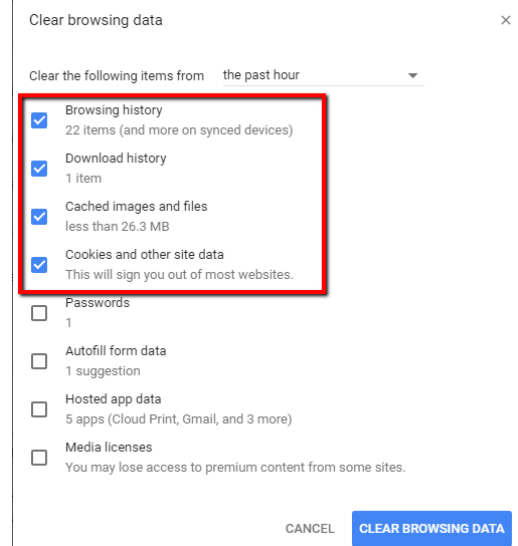 Clear browsing data
Clear the following items from the past hour
Browsing history
22 items (and more on synced devices)
Download history
1 item
Cached images and files
less than 26.3 MB
Cookies and other site data
This will sign you out of most websites.
Passwords
1
Autofill form data
1 suggestion
Hosted app data
5 apps (Cloud Print, Gmail, and 3 more)
Media licenses
You may lose access to premium content from some sites.
CANCEL CLEAR BROWSING DATA